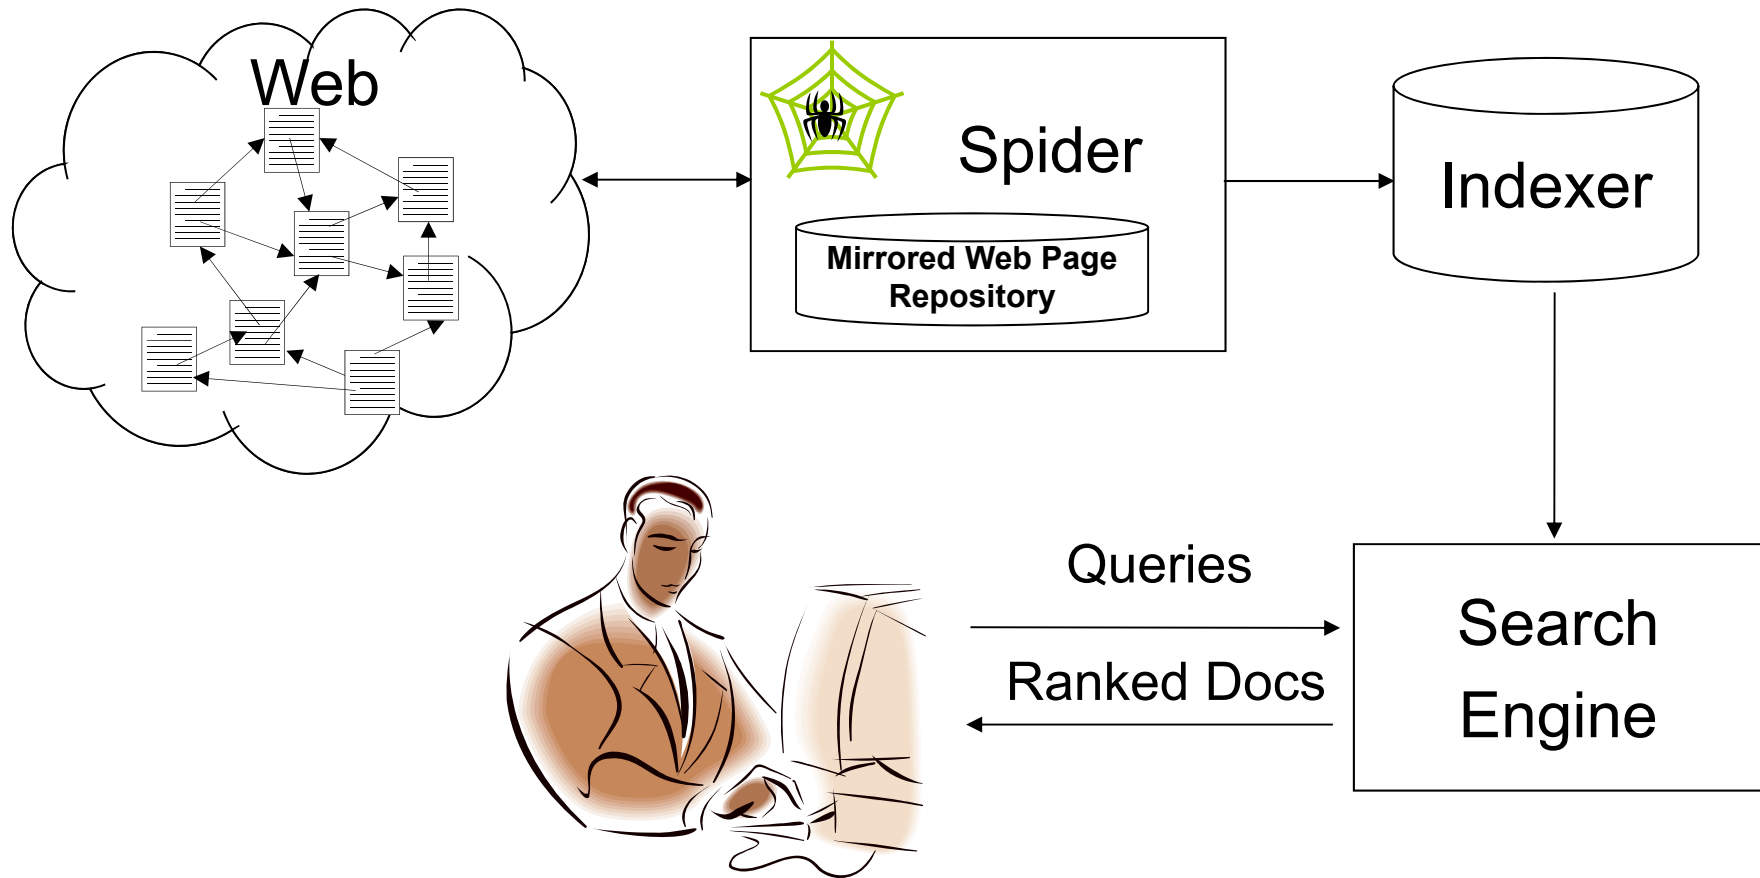 Web
Spider
Mirrored Web Page
Repository
Indexer
Queries
Ranked Docs
Search
Engine